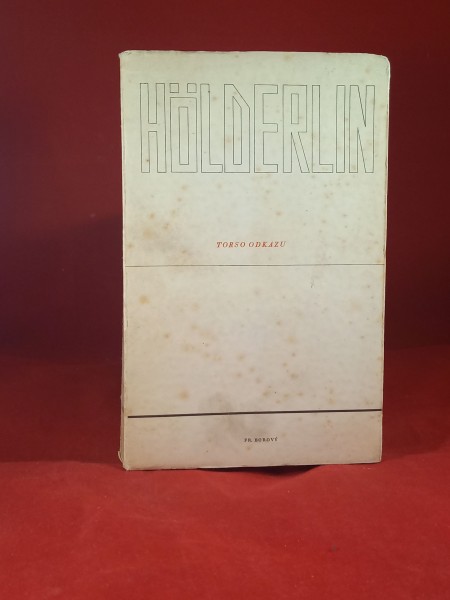 HÖLDERLIN
TORSO ODKAZU
FR. BOROVÝ